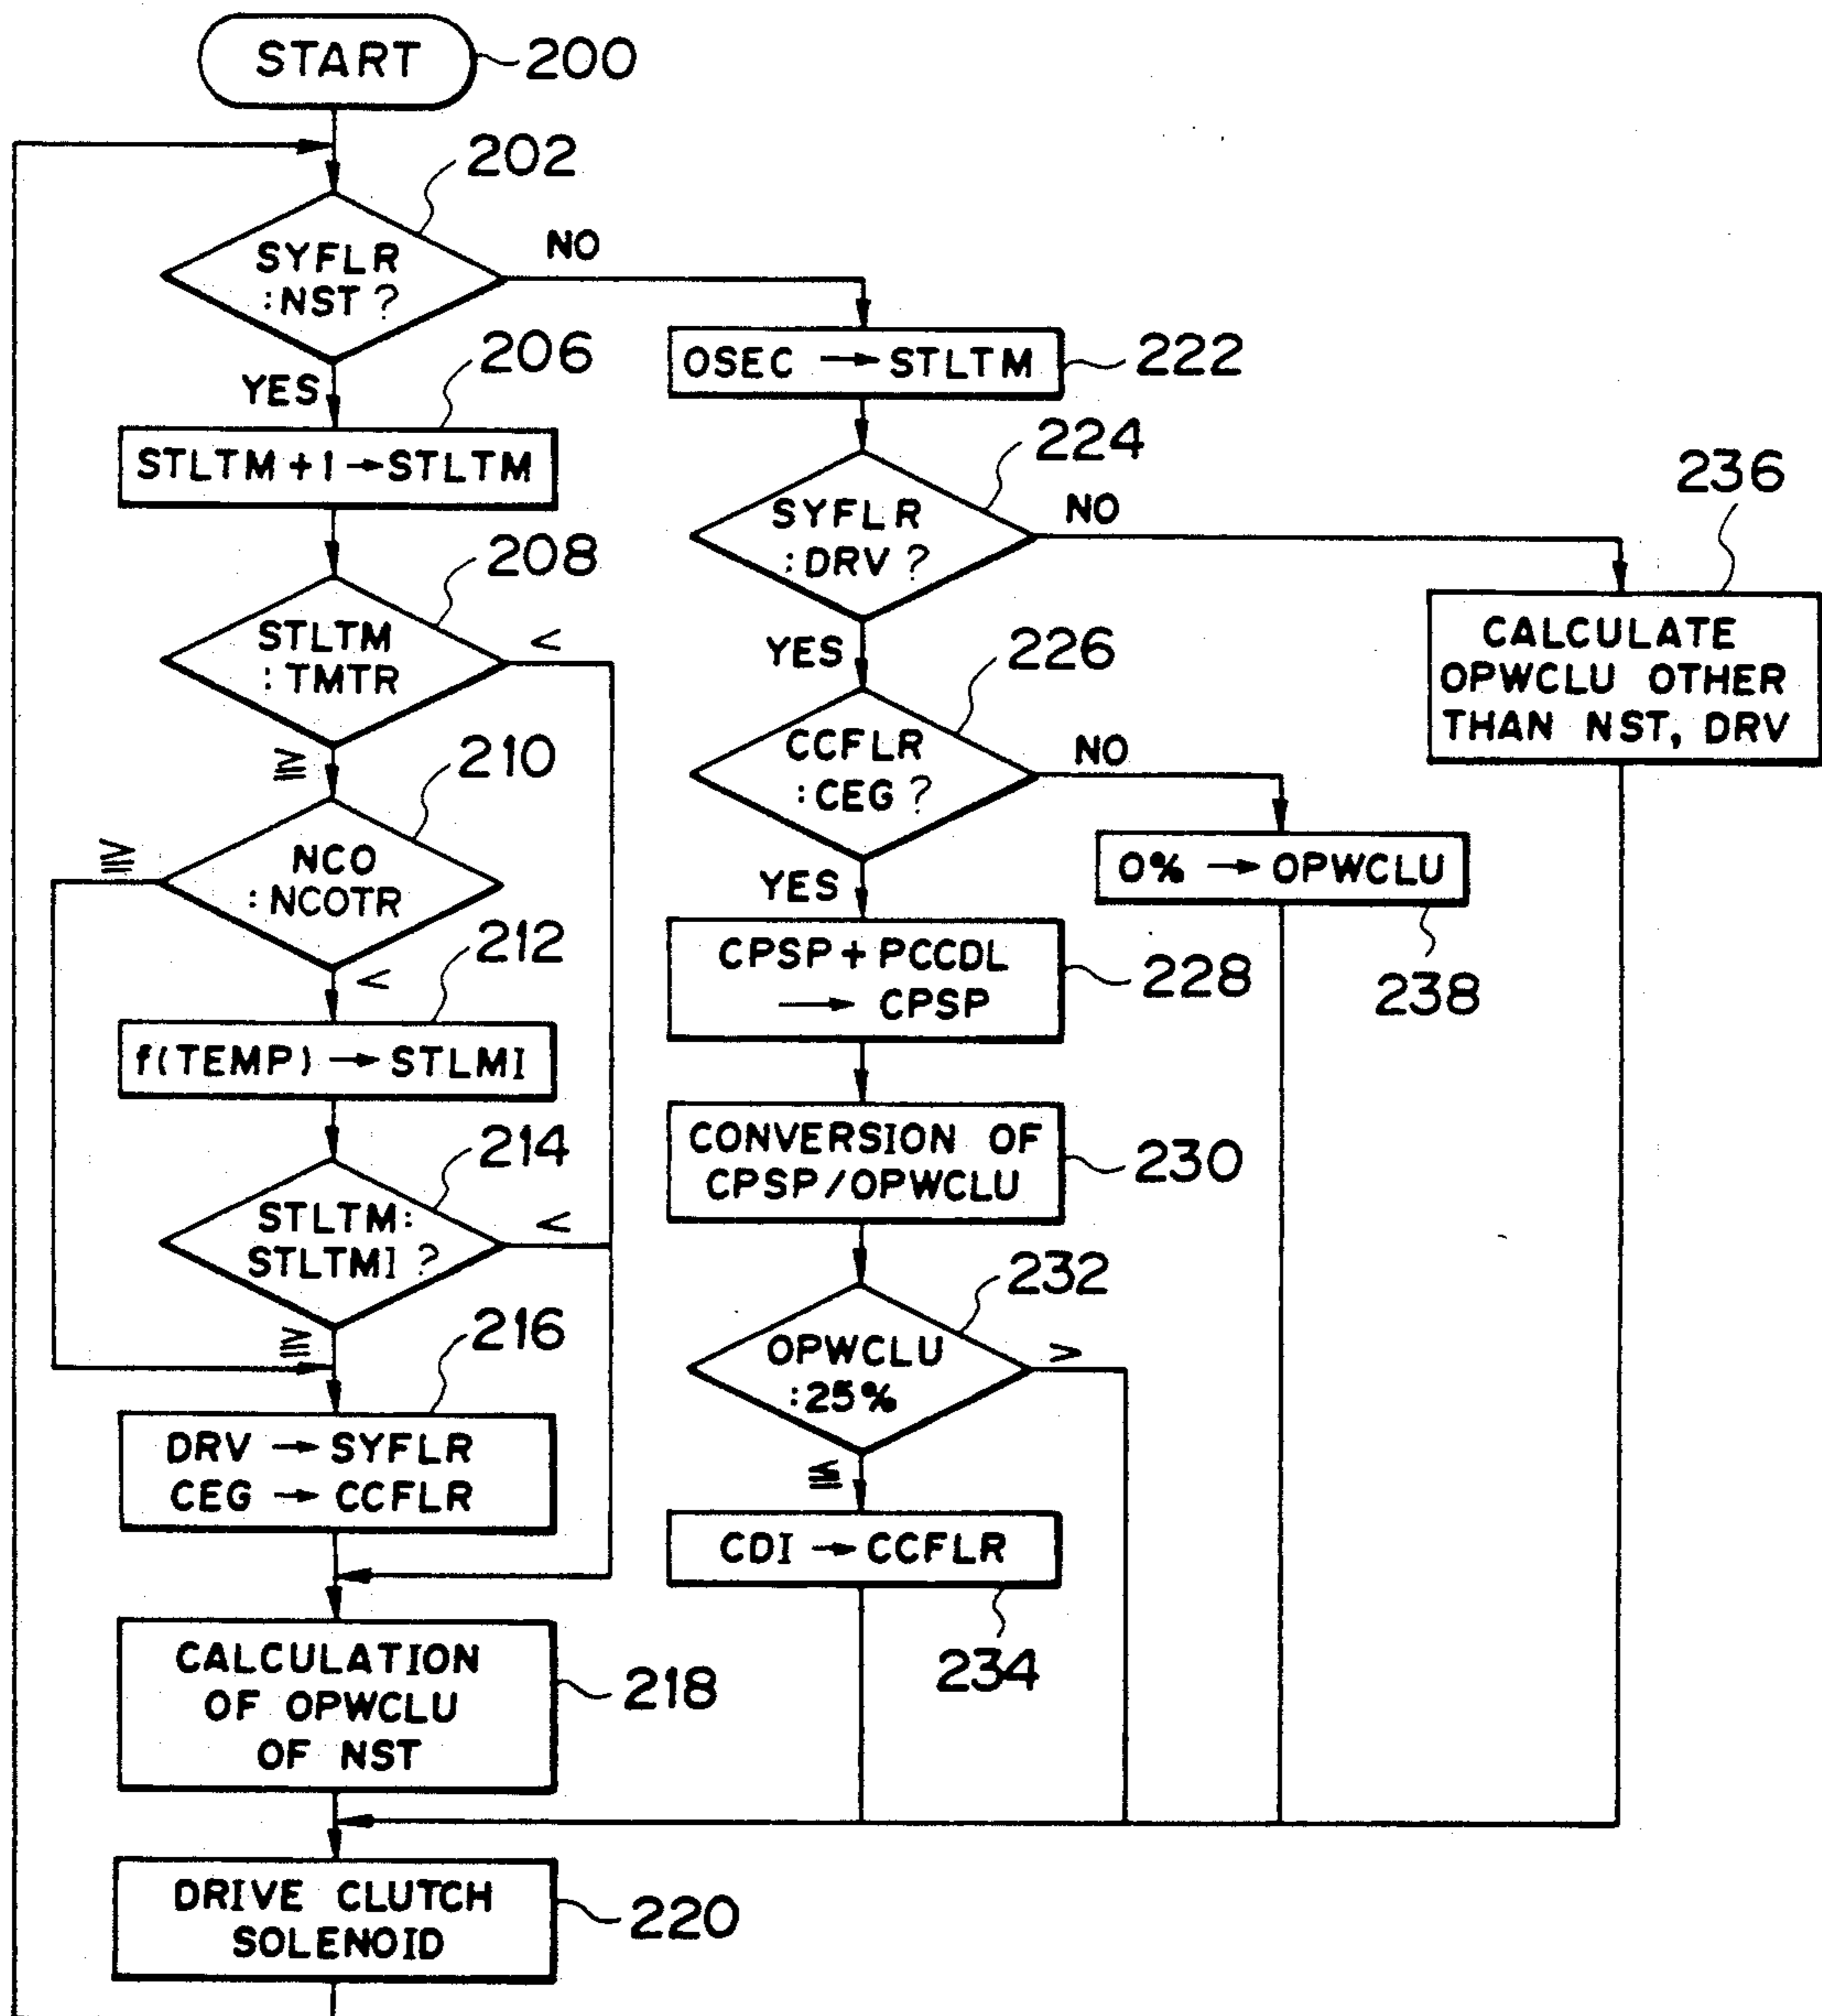 START
200
202
SYFLR
:NST ?
NO
YES
206
STLTM + 1 → STLTM
208
STLTM
: TMTR
<
≧
210
NCO
: NCOTR
≧
<
212
f(TEMP) → STLMI
214
STLTM:
STLTMI ?
<
≧
216
DRV → SYFLR
CEG → CCFLR
CALCULATION
OF OPWCLU
OF NST
218
DRIVE CLUTCH
SOLENOID
220
OSEC → STLTM
222
224
SYFLR
:DRV ?
NO
YES
226
CCFLR
:CEG ?
NO
YES
CPSP + PCCDL
→ CPSP
228
CONVERSION OF
CPSP/OPWCLU
230
232
OPWCLU
:25%
>
≦
CDI → CCFLR
234
0% → OPWCLU
238
236
CALCULATE
OPWCLU OTHER
THAN NST, DRV